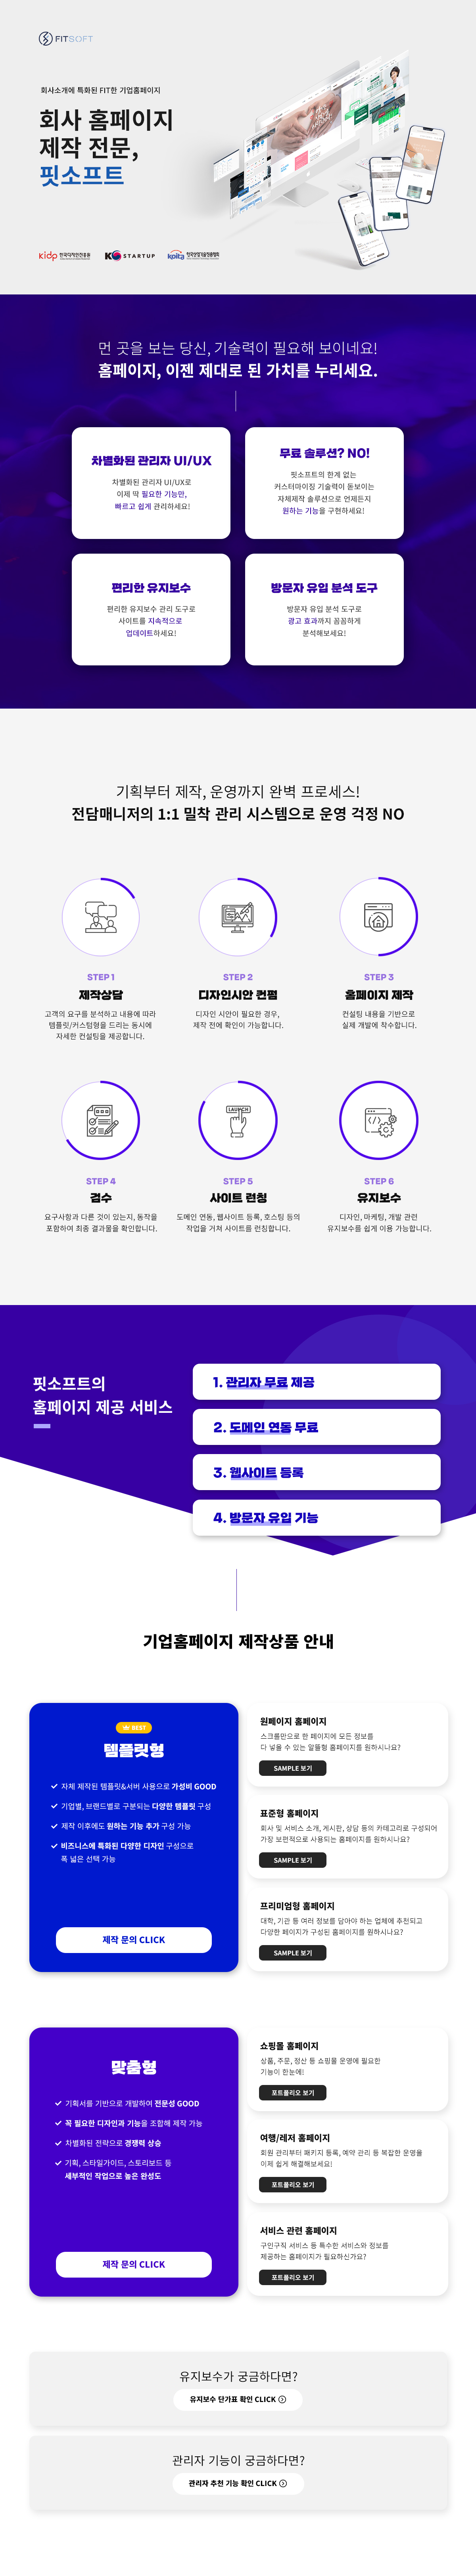 FITSOFT
회사소개에 특화된 FIT한 기업홈페이지
회사 홈페이지
제작 전문,
핏소프트
kidp 한국디자인진흥원
K STARTUP
kpita 한국산업기술진흥협회
먼 곳을 보는 당신, 기술력이 필요해 보이네요!
홈페이지, 이젠 제대로 된 가치를 누리세요.
차별화된 관리자 UI/UX
차별화된 관리자 UI/UX로
이제 딱 필요한 기능만,
빠르고 쉽게 관리하세요!
무료 솔루션? NO!
핏소프트의 한계 없는
커스터마이징 기술력이 돋보이는
자체제작 솔루션으로 언제든지
원하는 기능을 구현하세요!
편리한 유지보수
편리한 유지보수 관리 도구로
사이트를 지속적으로
업데이트하세요!
방문자 유입 분석 도구
방문자 유입 분석 도구로
광고 효과까지 꼼꼼하게
분석해보세요!
기획부터 제작, 운영까지 완벽 프로세스!
전담매니저의 1:1 밀착 관리 시스템으로 운영 걱정 NO
STEP 1
제작상담
고객의 요구를 분석하고 내용에 따라
템플릿/커스텀형을 드리는 동시에
자세한 컨설팅을 제공합니다.
STEP 2
디자인시안 컨펌
디자인 시안이 필요한 경우,
제작 전에 확인이 가능합니다.
STEP 3
홈페이지 제작
컨설팅 내용을 기반으로
실제 개발에 착수합니다.
STEP 4
검수
요구사항과 다른 것이 있는지, 동작을
포함하여 최종 결과물을 확인합니다.
LAUNCH
STEP 5
사이트 런칭
도메인 연동, 웹사이트 등록, 호스팅 등의
작업을 거쳐 사이트를 런칭합니다.
STEP 6
유지보수
디자인, 마케팅, 개발 관련
유지보수를 쉽게 이용 가능합니다.
핏소프트의
홈페이지 제공 서비스
1. 관리자 무료 제공
2. 도메인 연동 무료
3. 웹사이트 등록
4. 방문자 유입 기능
기업홈페이지 제작상품 안내
BEST
템플릿형
자체 제작된 템플릿&서버 사용으로 가성비 GOOD
기업별, 브랜드별로 구분되는 다양한 템플릿 구성
제작 이후에도 원하는 기능 추가 구성 가능
비즈니스에 특화된 다양한 디자인 구성으로
폭 넓은 선택 가능
제작 문의 CLICK
원페이지 홈페이지
스크롤만으로 한 페이지에 모든 정보를
다 넣을 수 있는 알뜰형 홈페이지를 원하시나요?
SAMPLE 보기
표준형 홈페이지
회사 및 서비스 소개, 게시판, 상담 등의 카테고리로 구성되어
가장 보편적으로 사용되는 홈페이지를 원하시나요?
SAMPLE 보기
프리미엄형 홈페이지
대학, 기관 등 여러 정보를 담아야 하는 업체에 추천되고
다양한 페이지가 구성된 홈페이지를 원하시나요?
SAMPLE 보기
맞춤형
기획서를 기반으로 개발하여 전문성 GOOD
꼭 필요한 디자인과 기능을 조합해 제작 가능
차별화된 전략으로 경쟁력 상승
기획, 스타일가이드, 스토리보드 등
세부적인 작업으로 높은 완성도
제작 문의 CLICK
쇼핑몰 홈페이지
상품, 주문, 정산 등 쇼핑몰 운영에 필요한
기능이 한눈에!
포트폴리오 보기
여행/레저 홈페이지
회원 관리부터 패키지 등록, 예약 관리 등 복잡한 운영을
이제 쉽게 해결해보세요!
포트폴리오 보기
서비스 관련 홈페이지
구인구직 서비스 등 특수한 서비스와 정보를
제공하는 홈페이지가 필요하신가요?
포트폴리오 보기
유지보수가 궁금하다면?
유지보수 단가표 확인 CLICK
관리자 기능이 궁금하다면?
관리자 추천 기능 확인 CLICK